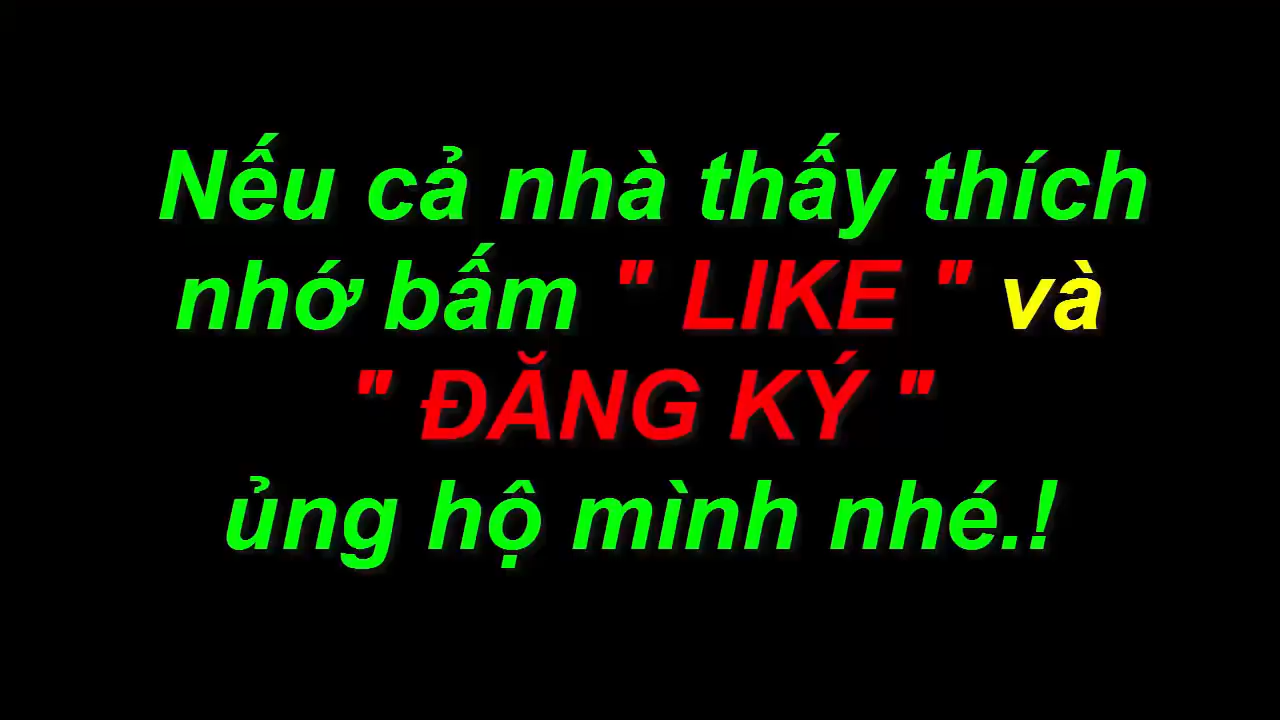 Nếu cả nhà thấy thích
nhớ bấm " LIKE " và
" ĐĂNG KÝ "
ủng hộ mình nhé.!